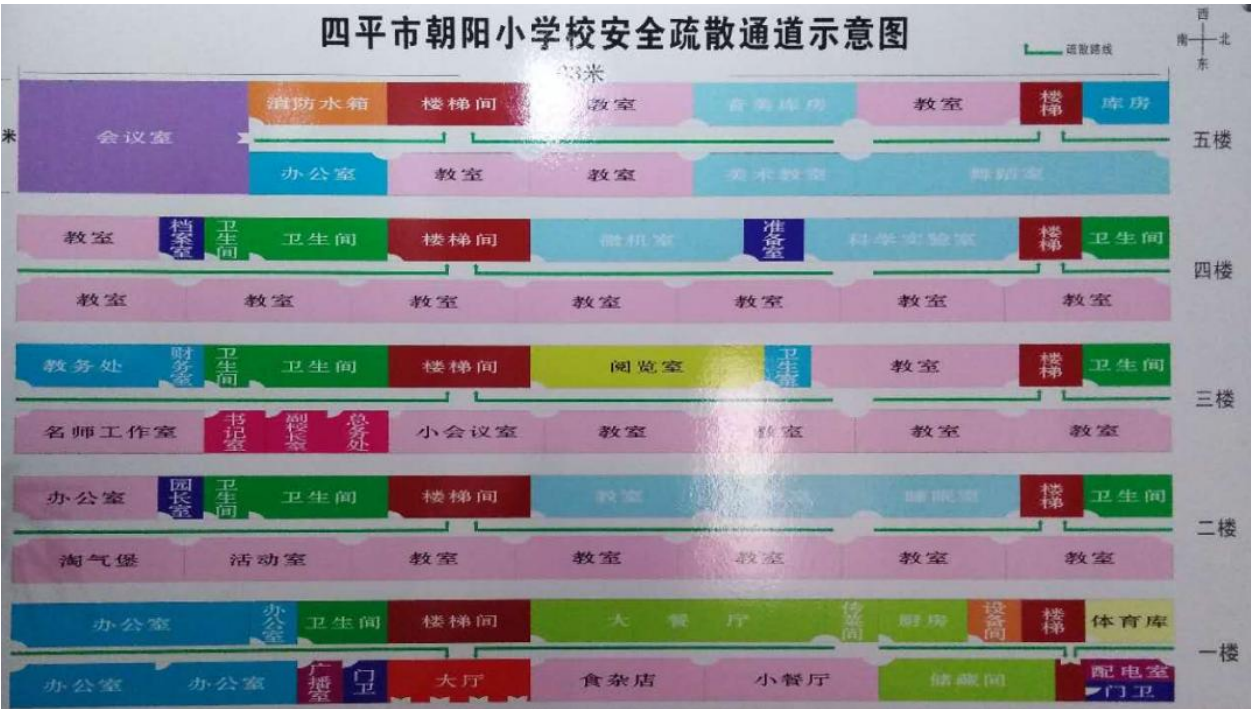 四平市朝阳小学校安全疏散通道示意图
疏散路线
西
南 北
东
米
米
会议室 消防水箱 楼梯间 教室 音美库房 教室 楼梯 库房
五楼
办公室 教室 教室 美术教室 舞蹈室
教室 档案室 卫生间 卫生间 楼梯间 微机室 准备室 科学实验室 楼梯 卫生间
四楼
教室 教室 教室 教室 教室 教室 教室
教务处 财务室 卫生间 卫生间 楼梯间 阅览室 卫生室 教室 楼梯 卫生间
三楼
名师工作室 书记室 副校长室 总务处 小会议室 教室 教室 教室 教室
办公室 园长室 卫生间 卫生间 楼梯间 教室 睡眠室 楼梯 卫生间
二楼
淘气堡 活动室 教室 教室 教室 教室 教室
办公室 办公室 卫生间 楼梯间 大餐厅 传菜间 厨房 设备间 楼梯 体育库
一楼
办公室 办公室 广播室 门卫 大厅 食杂店 小餐厅 储藏间 配电室
门卫